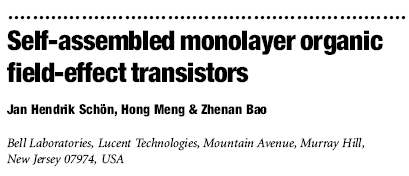 Self-assembled monolayer organic
field-effect transistors
Jan Hendrik Schön, Hong Meng & Zhenan Bao
Bell Laboratories, Lucent Technologies, Mountain Avenue, Murray Hill,
New Jersey 07974, USA